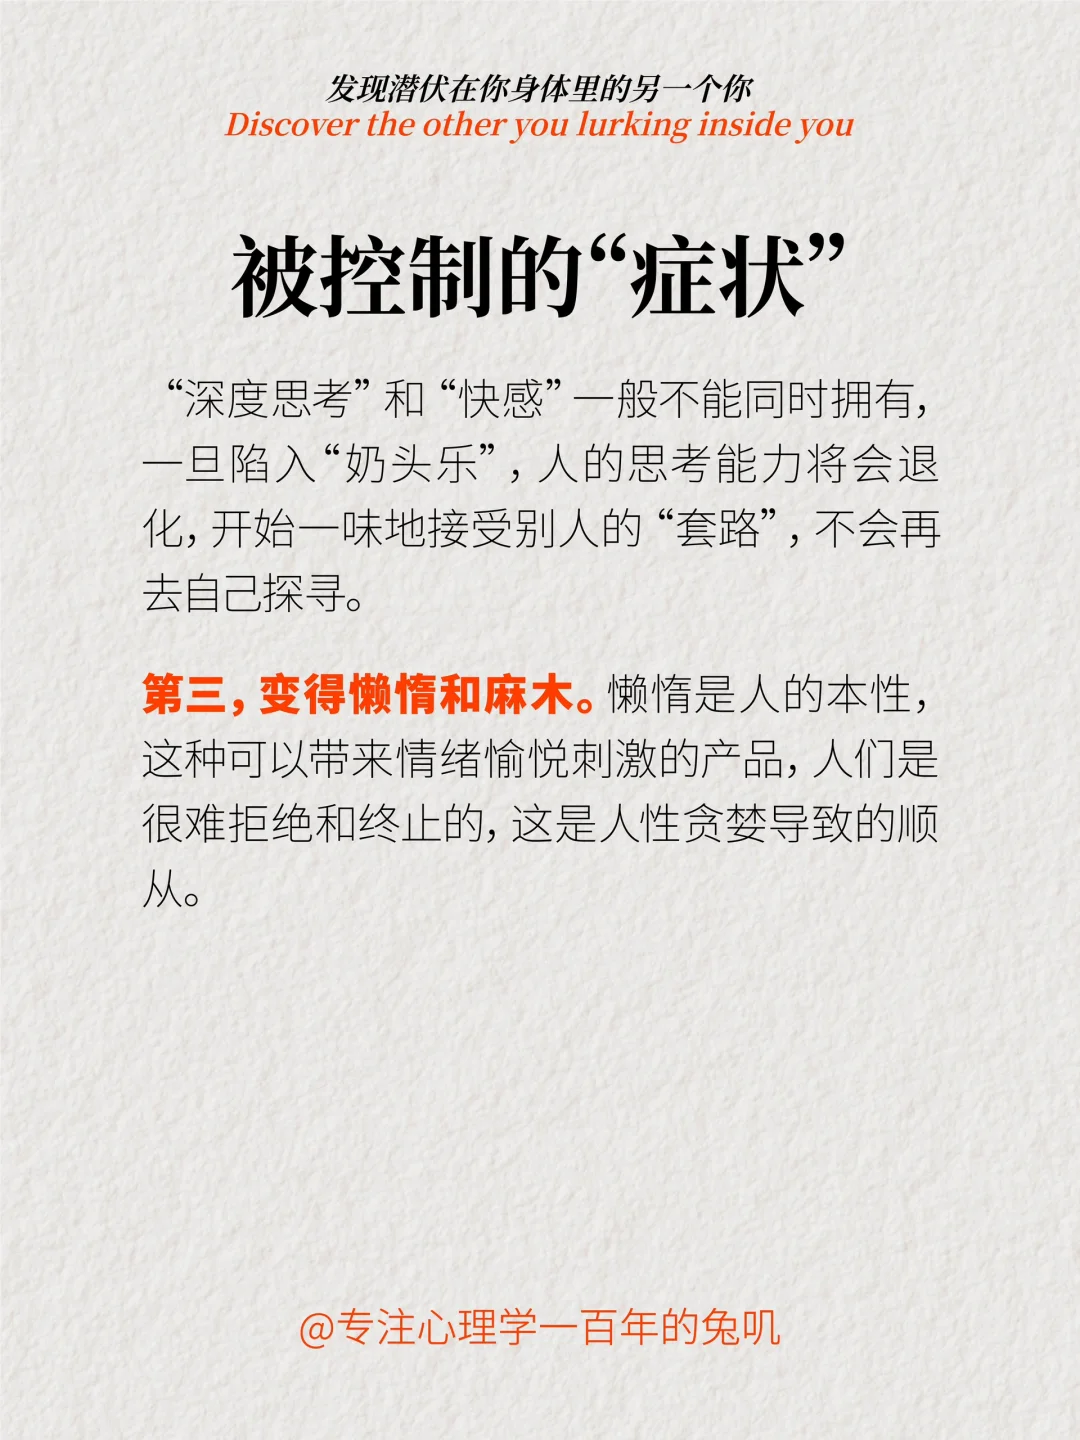 发现潜伏在你身体里的另一个你
Discover the other you lurking inside you
被控制的“症状”
“深度思考”和“快感”一般不能同时拥有，
一旦陷入“奶头乐”，人的思考能力将会退
化，开始一味地接受别人的“套路”，不会再
去自己探寻。
第三，变得懒惰和麻木。懒惰是人的本性，
这种可以带来情绪愉悦刺激的产品，人们是
很难拒绝和终止的，这是人性贪婪导致的顺
从。
@专注心理学一百年的兔叽